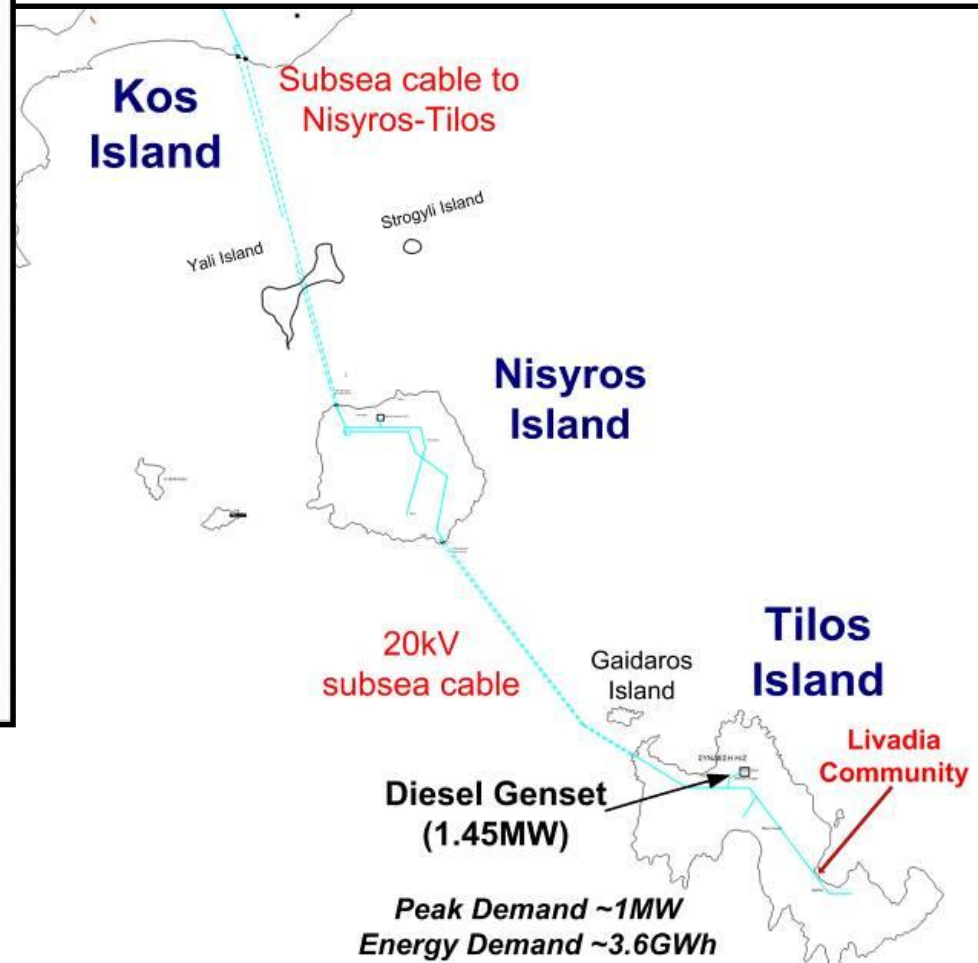 Kos
Island
Subsea cable to
Nisyros-Tilos
Strogyli Island
Yali Island
Nisyros
Island
20kV
subsea cable
Gaidaros
Island
Tilos
Island
ΣΥΝΔΕΣΗ Η/Ζ
Livadia
Community
Diesel Genset
(1.45MW)
Peak Demand ~1MW
Energy Demand ~3.6GWh